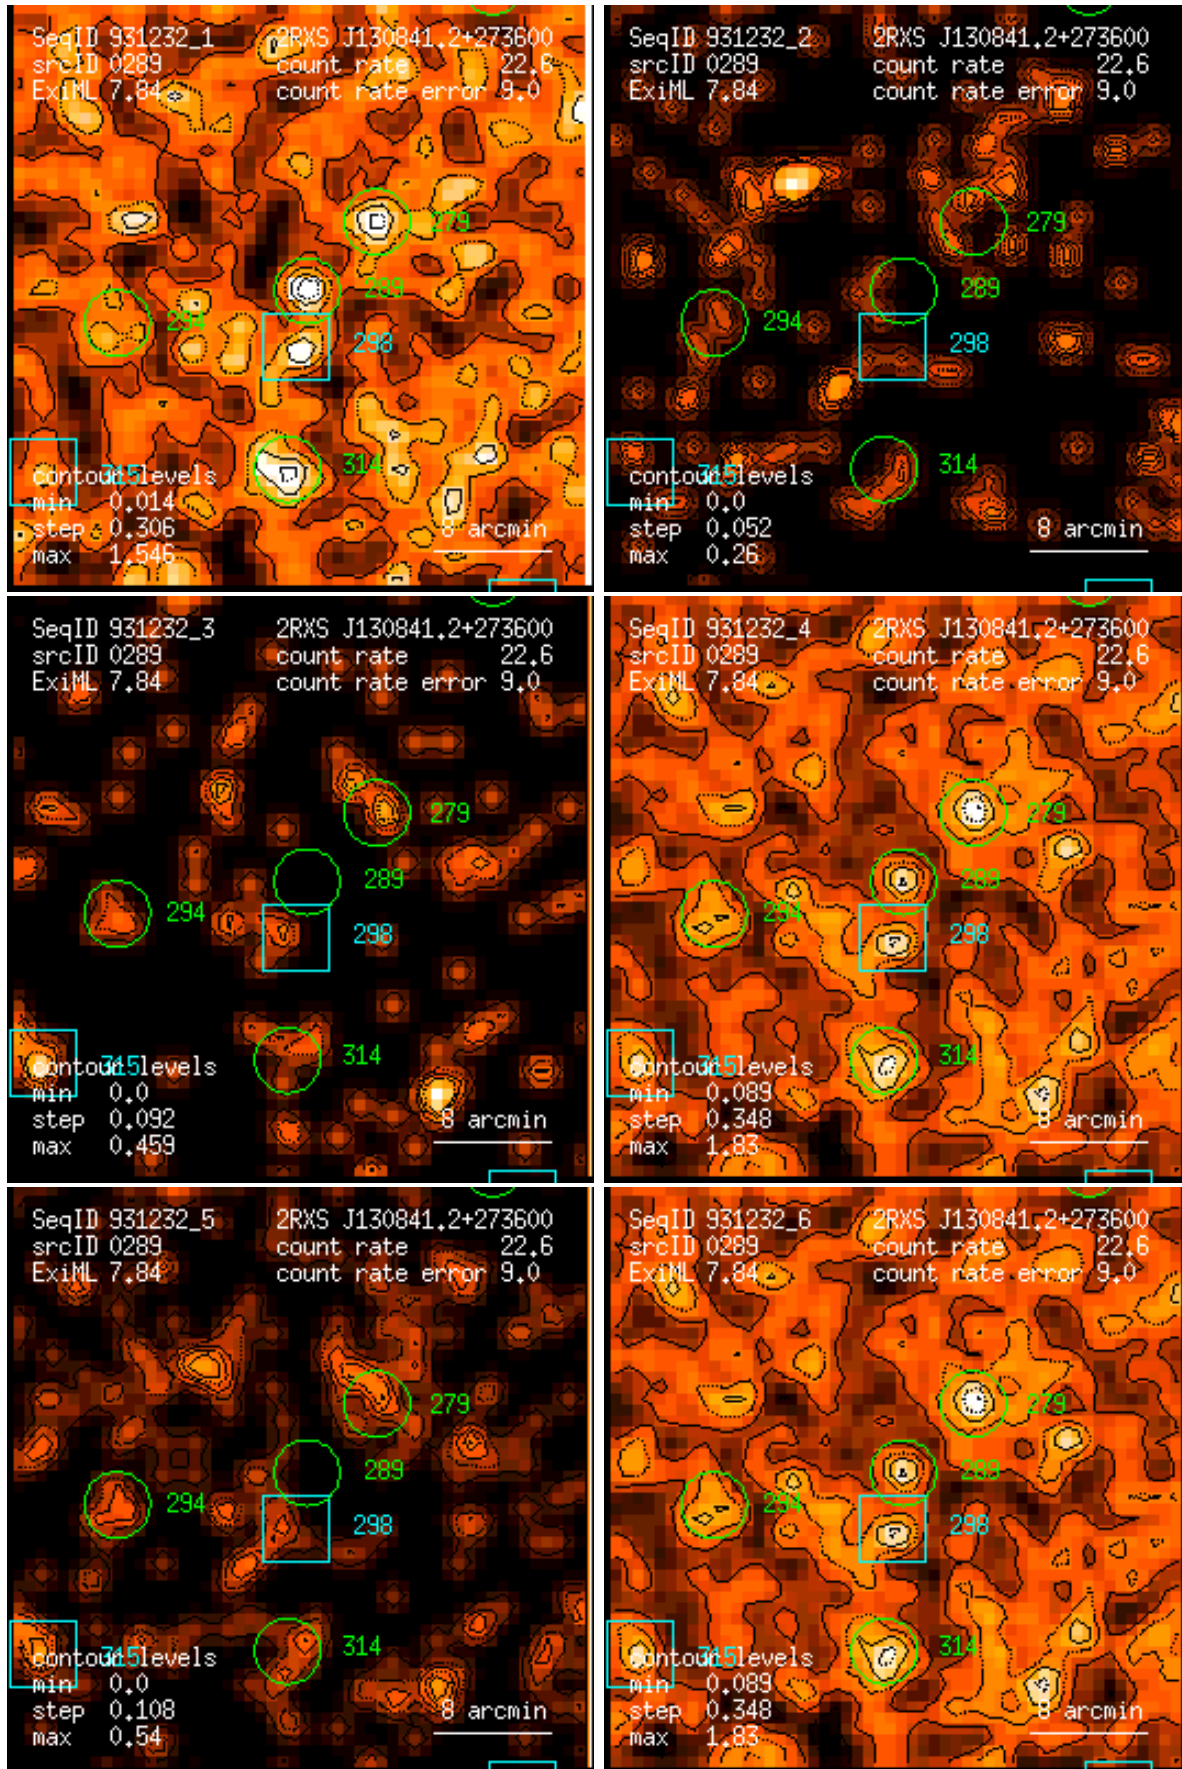 SeqID 931232_1 2RXS J130841.2+273600
srcID 0289 count rate 22.6
ExiML 7.84 count rate error 9.0
279
289
294
298
314
contour levels 315
min 0.014
step 0.306 8 arcmin
max 1.546
SeqID 931232_2 2RXS J130841.2+273600
srcID 0289 count rate 22.6
ExiML 7.84 count rate error 9.0
279
289
294
298
314
contour levels 315
min 0.0
step 0.052 8 arcmin
max 0.26
SeqID 931232_3 2RXS J130841.2+273600
srcID 0289 count rate 22.6
ExiML 7.84 count rate error 9.0
279
289
294
298
314
contour levels 315
min 0.0
step 0.092 8 arcmin
max 0.459
SeqID 931232_4 2RXS J130841.2+273600
srcID 0289 count rate 22.6
ExiML 7.84 count rate error 9.0
279
289
294
298
314
contour levels 315
min 0.089
step 0.348 8 arcmin
max 1.83
SeqID 931232_5 2RXS J130841.2+273600
srcID 0289 count rate 22.6
ExiML 7.84 count rate error 9.0
279
289
294
298
314
contour levels 315
min 0.0
step 0.108 8 arcmin
max 0.54
SeqID 931232_6 2RXS J130841.2+273600
srcID 0289 count rate 22.6
ExiML 7.84 count rate error 9.0
279
289
294
298
314
contour levels 315
min 0.089
step 0.348 8 arcmin
max 1.83